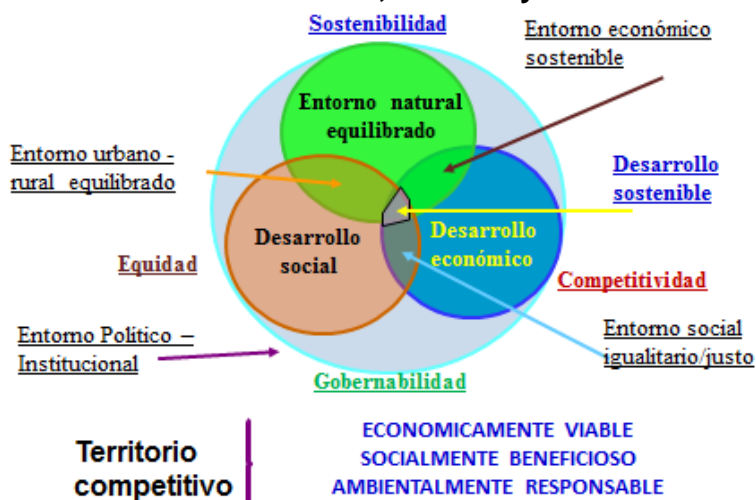 Sostenibilidad
Entorno económico
sostenible
Entorno natural
equilibrado
Entorno urbano -
rural equilibrado
Desarrollo
sostenible
Desarrollo
social
Desarrollo
económico
Equidad
Competitividad
Entorno Político –
Institucional
Entorno social
igualitario/justo
Gobernabilidad
Territorio
competitivo
ECONOMICAMENTE VIABLE
SOCIALMENTE BENEFICIOSO
AMBIENTALMENTE RESPONSABLE